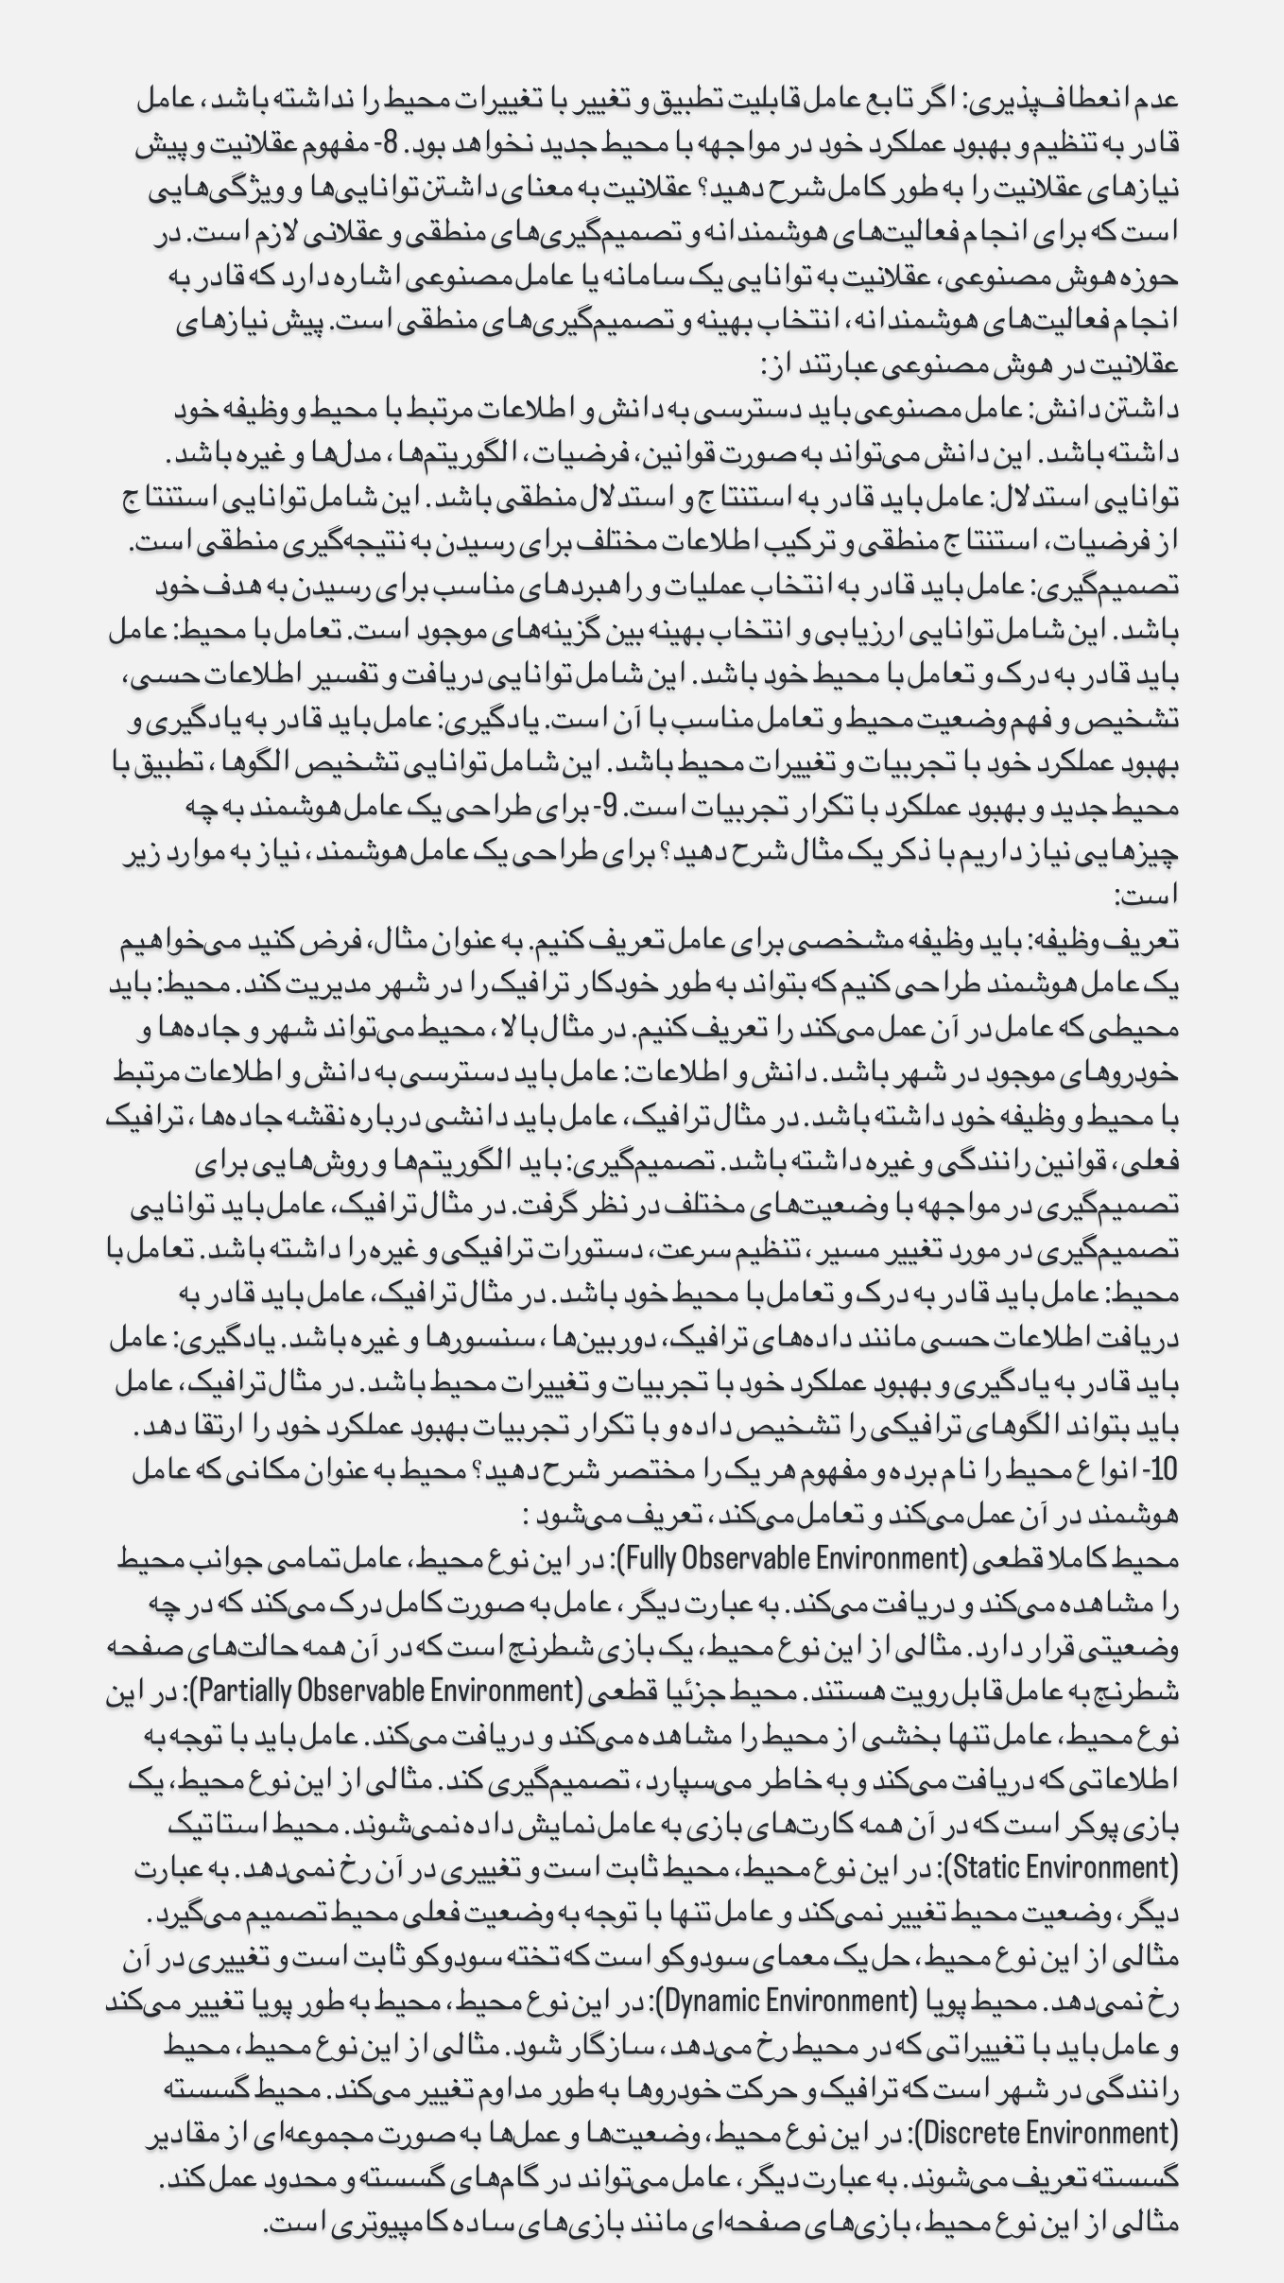 عدم انعطاف‌پذیری: اگر تابع عامل قابلیت تطبیق و تغییر با تغییرات محیط را نداشته باشد، عامل
قادر به تنظیم و بهبود عملکرد خود در مواجهه با محیط جدید نخواهد بود. 8- مفهوم عقلانیت و پیش
نیازهای عقلانیت را به طور کامل شرح دهید؟ عقلانیت به معنای داشتن توانایی‌ها و ویژگی‌هایی
است که برای انجام فعالیت‌های هوشمندانه و تصمیم‌گیری‌های منطقی و عقلانی لازم است. در
حوزه هوش مصنوعی، عقلانیت به توانایی یک سامانه یا عامل مصنوعی اشاره دارد که قادر به
انجام فعالیت‌های هوشمندانه، انتخاب بهینه و تصمیم‌گیری‌های منطقی است. پیش نیازهای
عقلانیت در هوش مصنوعی عبارتند از:
داشتن دانش: عامل مصنوعی باید دسترسی به دانش و اطلاعات مرتبط با محیط و وظیفه خود
داشته باشد. این دانش می‌تواند به صورت قوانین، فرضیات، الگوریتم‌ها، مدل‌ها و غیره باشد.
توانایی استدلال: عامل باید قادر به استنتاج و استدلال منطقی باشد. این شامل توانایی استنتاج
از فرضیات، استنتاج منطقی و ترکیب اطلاعات مختلف برای رسیدن به نتیجه‌گیری منطقی است.
تصمیم‌گیری: عامل باید قادر به انتخاب عملیات و راهبردهای مناسب برای رسیدن به هدف خود
باشد. این شامل توانایی ارزیابی و انتخاب بهینه بین گزینه‌های موجود است. تعامل با محیط: عامل
باید قادر به درک و تعامل با محیط خود باشد. این شامل توانایی دریافت و تفسیر اطلاعات حسی،
تشخیص و فهم وضعیت محیط و تعامل مناسب با آن است. یادگیری: عامل باید قادر به یادگیری و
بهبود عملکرد خود با تجربیات و تغییرات محیط باشد. این شامل توانایی تشخیص الگوها، تطبیق با
محیط جدید و بهبود عملکرد با تکرار تجربیات است. 9- برای طراحی یک عامل هوشمند به چه
چیزهایی نیاز داریم با ذکر یک مثال شرح دهید؟ برای طراحی یک عامل هوشمند، نیاز به موارد زیر
است:
تعریف وظیفه: باید وظیفه مشخصی برای عامل تعریف کنیم. به عنوان مثال، فرض کنید می‌خواهیم
یک عامل هوشمند طراحی کنیم که بتواند به طور خودکار ترافیک را در شهر مدیریت کند. محیط: باید
محیطی که عامل در آن عمل می‌کند را تعریف کنیم. در مثال بالا، محیط می‌تواند شهر و جاده‌ها و
خودروهای موجود در شهر باشد. دانش و اطلاعات: عامل باید دسترسی به دانش و اطلاعات مرتبط
با محیط و وظیفه خود داشته باشد. در مثال ترافیک، عامل باید دانشی درباره نقشه جاده‌ها، ترافیک
فعلی، قوانین رانندگی و غیره داشته باشد. تصمیم‌گیری: باید الگوریتم‌ها و روش‌هایی برای
تصمیم‌گیری در مواجهه با وضعیت‌های مختلف در نظر گرفت. در مثال ترافیک، عامل باید توانایی
تصمیم‌گیری در مورد تغییر مسیر، تنظیم سرعت، دستورات ترافیکی و غیره را داشته باشد. تعامل با
محیط: عامل باید قادر به درک و تعامل با محیط خود باشد. در مثال ترافیک، عامل باید قادر به
دریافت اطلاعات حسی مانند داده‌های ترافیک، دوربین‌ها، سنسورها و غیره باشد. یادگیری: عامل
باید قادر به یادگیری و بهبود عملکرد خود با تجربیات و تغییرات محیط باشد. در مثال ترافیک، عامل
باید بتواند الگوهای ترافیکی را تشخیص داده و با تکرار تجربیات بهبود عملکرد خود را ارتقا دهد.
10- انواع محیط را نام برده و مفهوم هر یک را مختصر شرح دهید؟ محیط به عنوان مکانی که عامل
هوشمند در آن عمل می‌کند و تعامل می‌کند، تعریف می‌شود :
محیط کاملا قطعی (Fully Observable Environment): در این نوع محیط، عامل تمامی جوانب محیط
را مشاهده می‌کند و دریافت می‌کند. به عبارت دیگر، عامل به صورت کامل درک می‌کند که در چه
وضعیتی قرار دارد. مثالی از این نوع محیط، یک بازی شطرنج است که در آن همه حالت‌های صفحه
شطرنج به عامل قابل رویت هستند. محیط جزئیا قطعی (Partially Observable Environment): در این
نوع محیط، عامل تنها بخشی از محیط را مشاهده می‌کند و دریافت می‌کند. عامل باید با توجه به
اطلاعاتی که دریافت می‌کند و به خاطر می‌سپارد، تصمیم‌گیری کند. مثالی از این نوع محیط، یک
بازی پوکر است که در آن همه کارت‌های بازی به عامل نمایش داده نمی‌شوند. محیط استاتیک
(Static Environment): در این نوع محیط، محیط ثابت است و تغییری در آن رخ نمی‌دهد. به عبارت
دیگر، وضعیت محیط تغییر نمی‌کند و عامل تنها با توجه به وضعیت فعلی محیط تصمیم می‌گیرد.
مثالی از این نوع محیط، حل یک معمای سودوکو است که تخته سودوکو ثابت است و تغییری در آن
رخ نمی‌دهد. محیط پویا (Dynamic Environment): در این نوع محیط، محیط به طور پویا تغییر می‌کند
و عامل باید با تغییراتی که در محیط رخ می‌دهد، سازگار شود. مثالی از این نوع محیط، محیط
رانندگی در شهر است که ترافیک و حرکت خودروها به طور مداوم تغییر می‌کند. محیط گسسته
(Discrete Environment): در این نوع محیط، وضعیت‌ها و عمل‌ها به صورت مجموعه‌ای از مقادیر
گسسته تعریف می‌شوند. به عبارت دیگر، عامل می‌تواند در گام‌های گسسته و محدود عمل کند.
مثالی از این نوع محیط، بازی‌های صفحه‌ای مانند بازی‌های ساده کامپیوتری است.